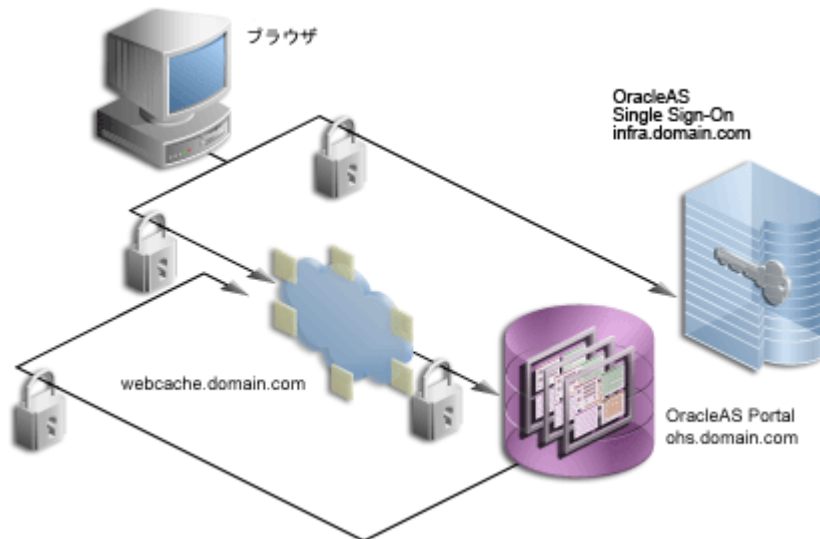 ブラウザ
OracleAS
Single Sign-On
infra.domain.com
webcache.domain.com
OracleAS Portal
ohs.domain.com